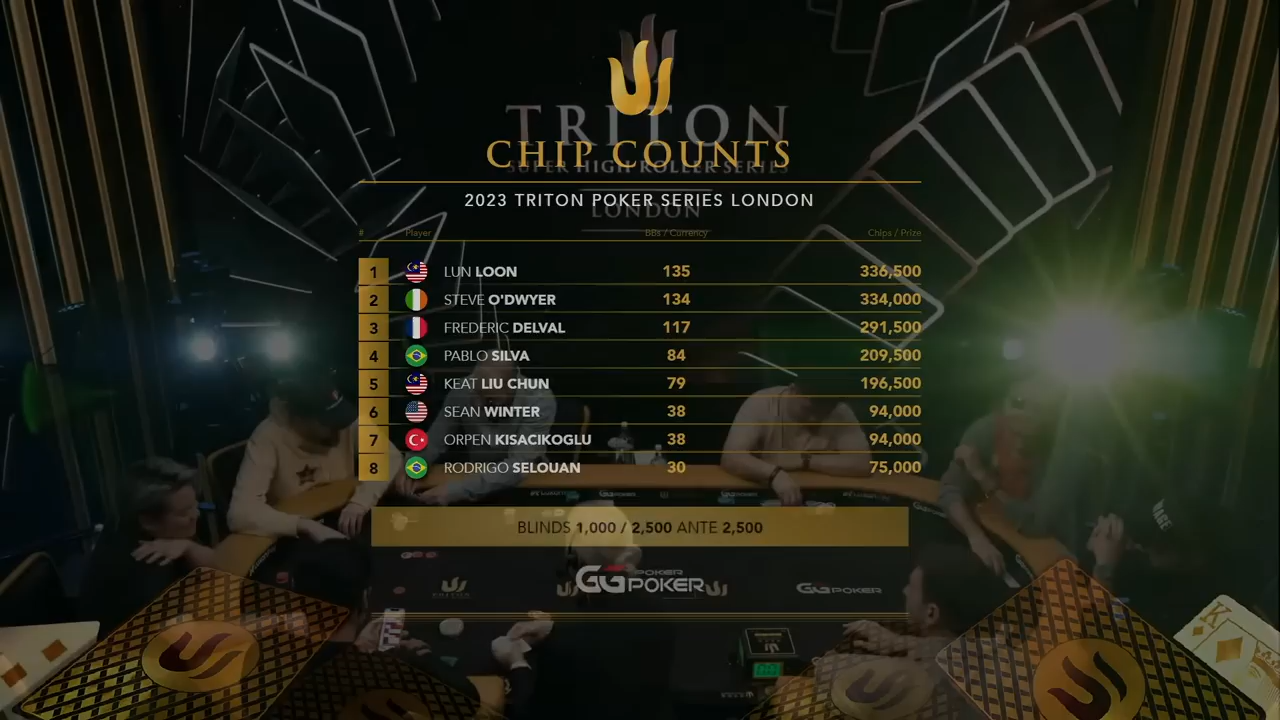 TRITON
CHIP COUNTS
SUPER HIGH ROLLER SERIES
2023 TRITON POKER SERIES LONDON
LONDON
# Player BBs / Currency Chips / Prize
1 LUN LOON 135 336,500
2 STEVE O'DWYER 134 334,000
3 FREDERIC DELVAL 117 291,500
4 PABLO SILVA 84 209,500
5 KEAT LIU CHUN 79 196,500
6 SEAN WINTER 38 94,000
7 ORPEN KISACIKOGLU 38 94,000
8 RODRIGO SELOUAN 30 75,000
BLINDS 1,000 / 2,500 ANTE 2,500
GGPOKER
TRITON
POKER
GGPOKER
K